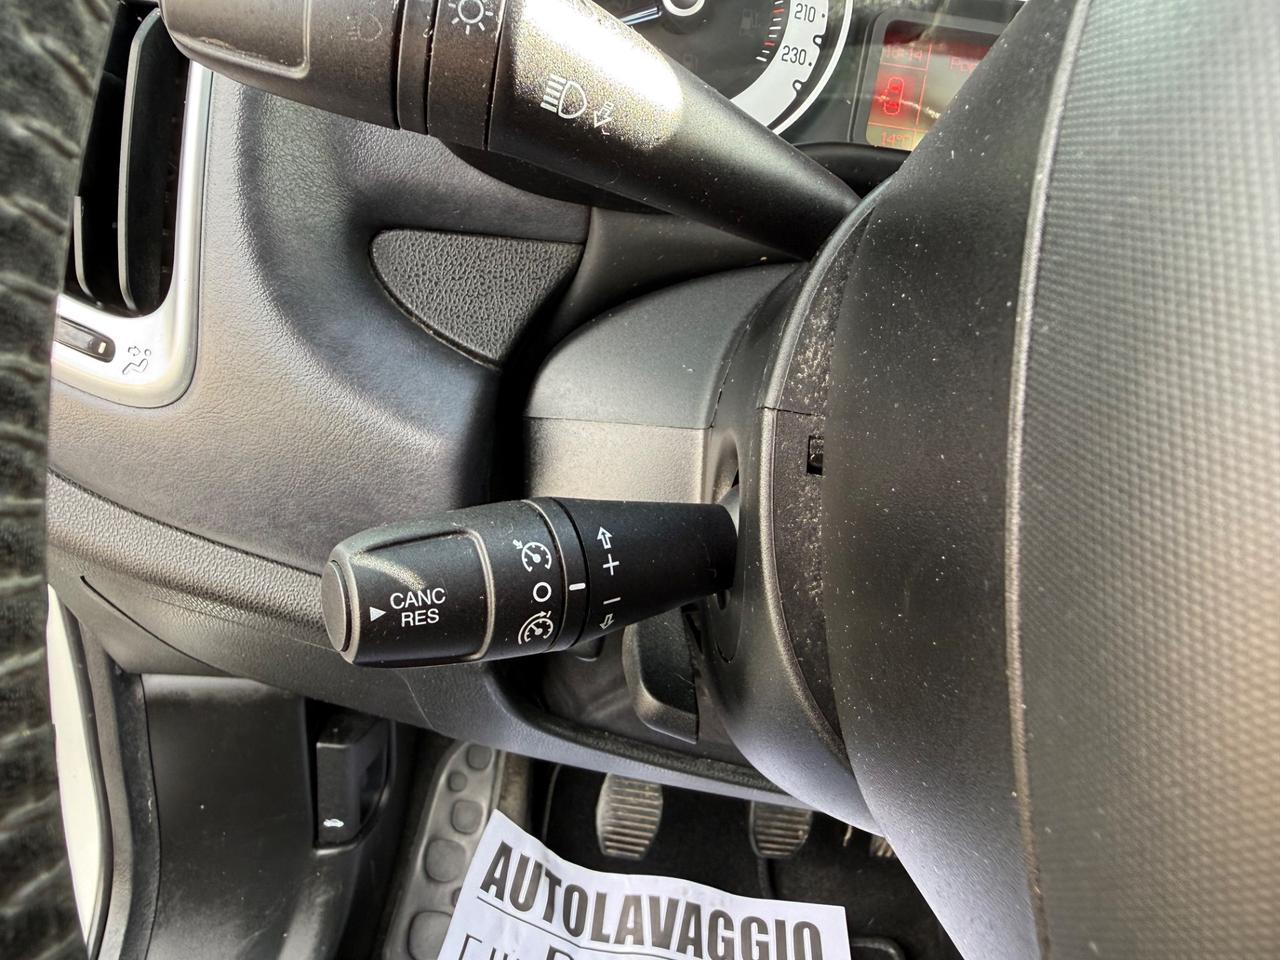 210
230
CANC
RES
+
−
AUTOLAVAGGIO